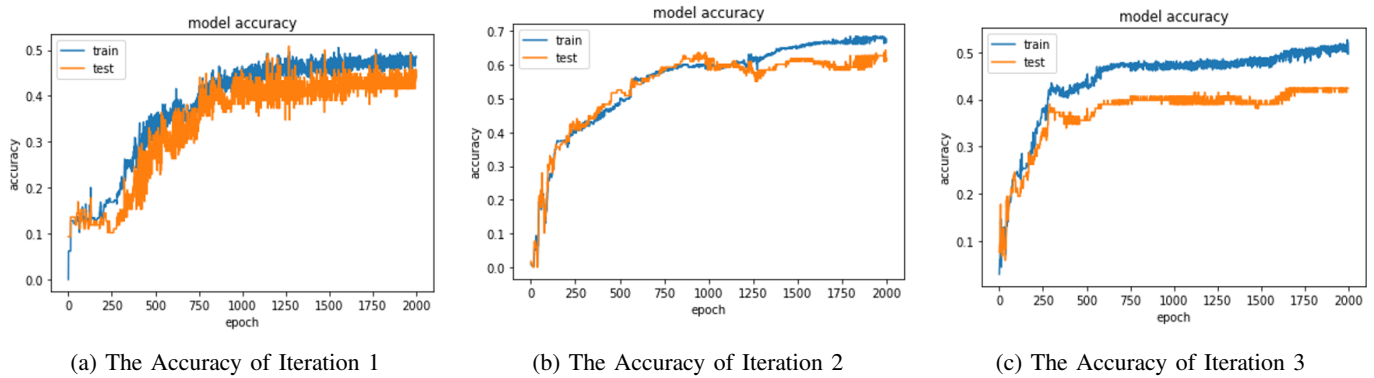 model accuracy
train
test
0.5
0.4
0.3
0.2
0.1
0.0
accuracy
0 250 500 750 1000 1250 1500 1750 2000
epoch
(a) The Accuracy of Iteration 1
model accuracy
train
test
0.7
0.6
0.5
0.4
0.3
0.2
0.1
0.0
accuracy
0 250 500 750 1000 1250 1500 1750 2000
epoch
(b) The Accuracy of Iteration 2
model accuracy
train
test
0.5
0.4
0.3
0.2
0.1
accuracy
0 250 500 750 1000 1250 1500 1750 2000
epoch
(c) The Accuracy of Iteration 3